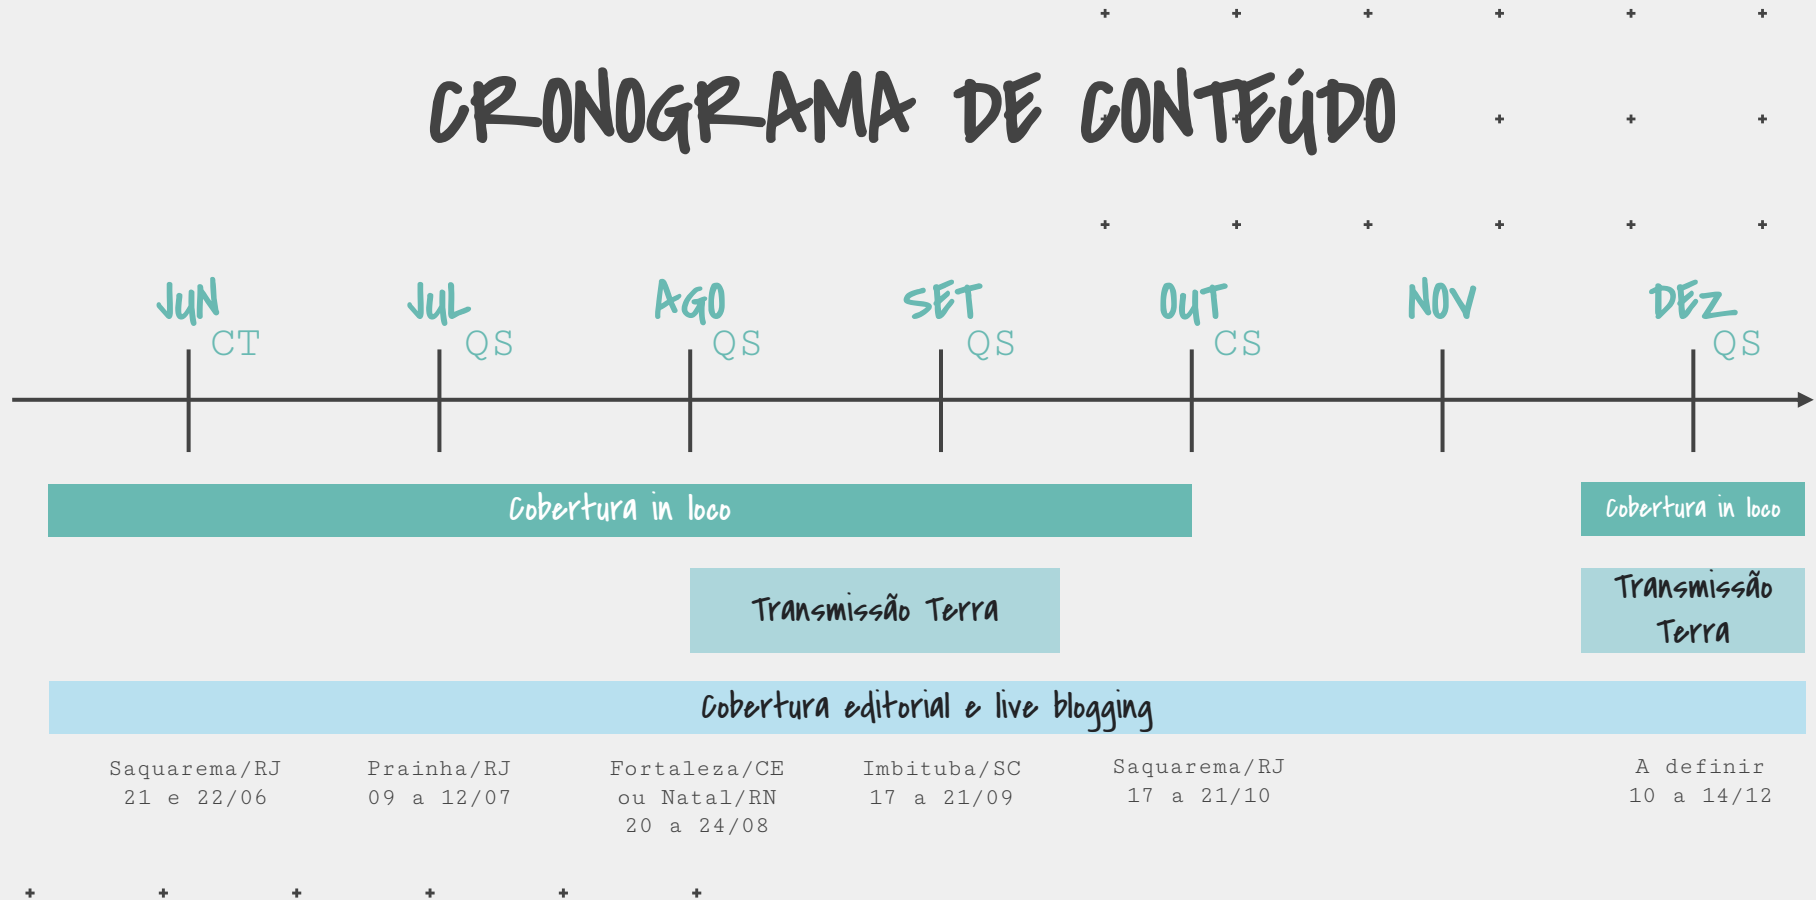 CRONOGRAMA DE CONTEÚDO
JUN
CT
JUL
QS
AGO
QS
SET
QS
OUT
CS
NOV
DEZ
QS
Cobertura in loco
Cobertura in loco
Transmissão Terra
Transmissão
Terra
Cobertura editorial e live blogging
Saquarema/RJ
21 e 22/06
Prainha/RJ
09 a 12/07
Fortaleza/CE
ou Natal/RN
20 a 24/08
Imbituba/SC
17 a 21/09
Saquarema/RJ
17 a 21/10
A definir
10 a 14/12